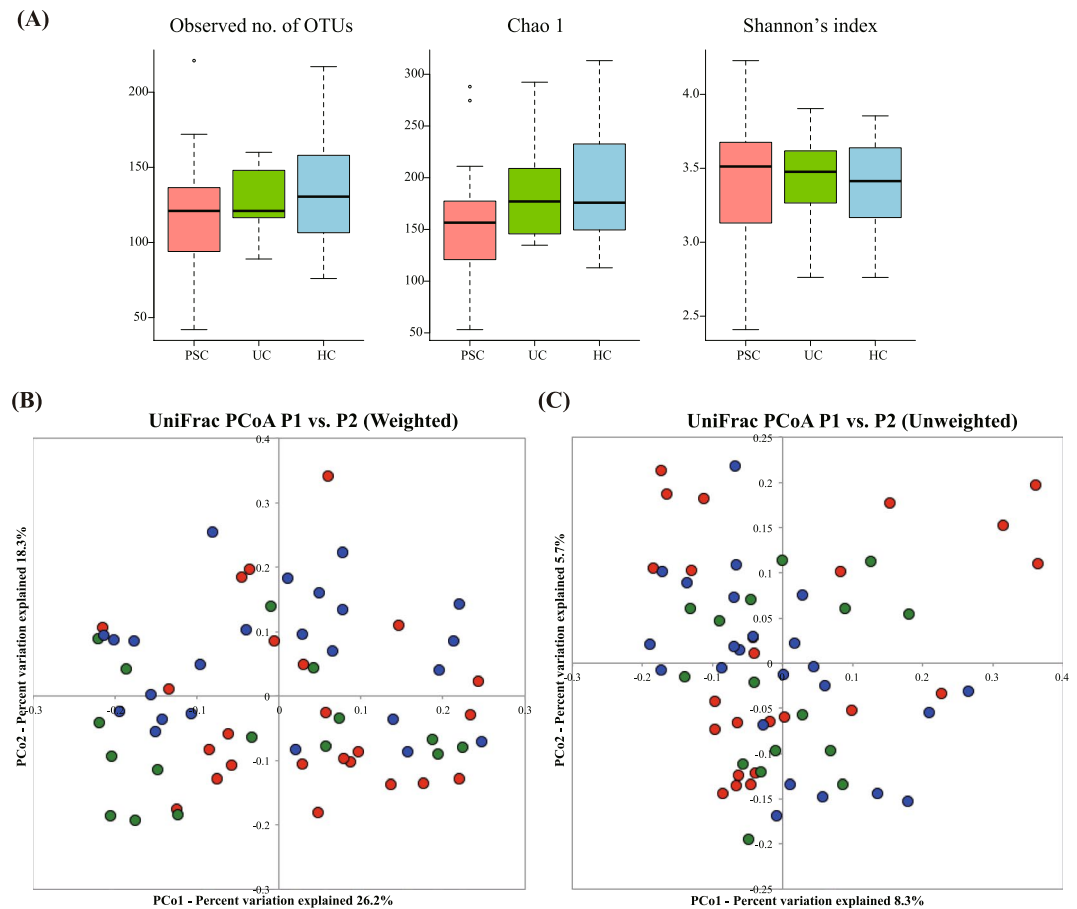 (A)
Observed no. of OTUs
Chao 1
Shannon's index
200
150
100
50
PSC
UC
HC
300
250
200
150
100
50
PSC
UC
HC
4.0
3.5
3.0
2.5
PSC
UC
HC
(B)
UniFrac PCoA P1 vs. P2 (Weighted)
PCo2 - Percent variation explained 18.3%
0.4
0.3
0.2
0.1
0
-0.1
-0.2
-0.3
-0.3
-0.2
-0.1
0.1
0.2
0.3
PCo1 - Percent variation explained 26.2%
(C)
UniFrac PCoA P1 vs. P2 (Unweighted)
PCo2 - Percent variation explained 5.7%
0.25
0.2
0.15
0.1
0.05
0
-0.05
-0.1
-0.15
-0.2
-0.25
-0.3
-0.2
-0.1
0.1
0.2
0.3
0.4
PCo1 - Percent variation explained 8.3%